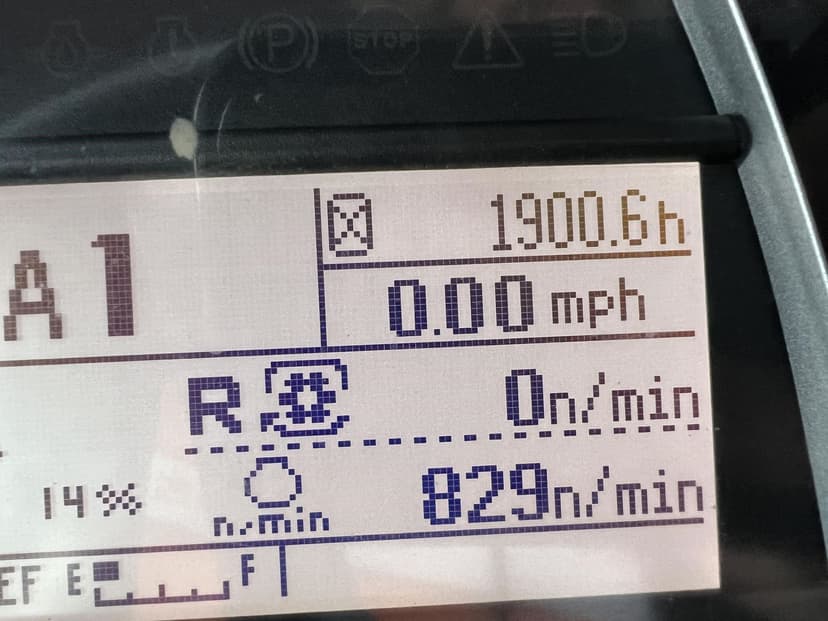 P
STOP
1900.6h
A1
0.00 mph
R
0n/min
14%
n/min
829n/min
EF E F